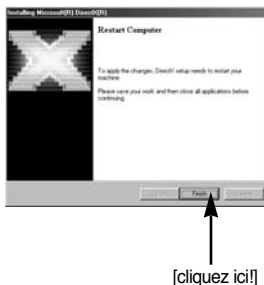 Installing Microsoft(R) DirectX(R)
Restart Computer
To apply the changes, DirectX setup needs to restart your
machine.
Please save your work and then close all applications before
continuing.
Finish
[cliquez ici!]